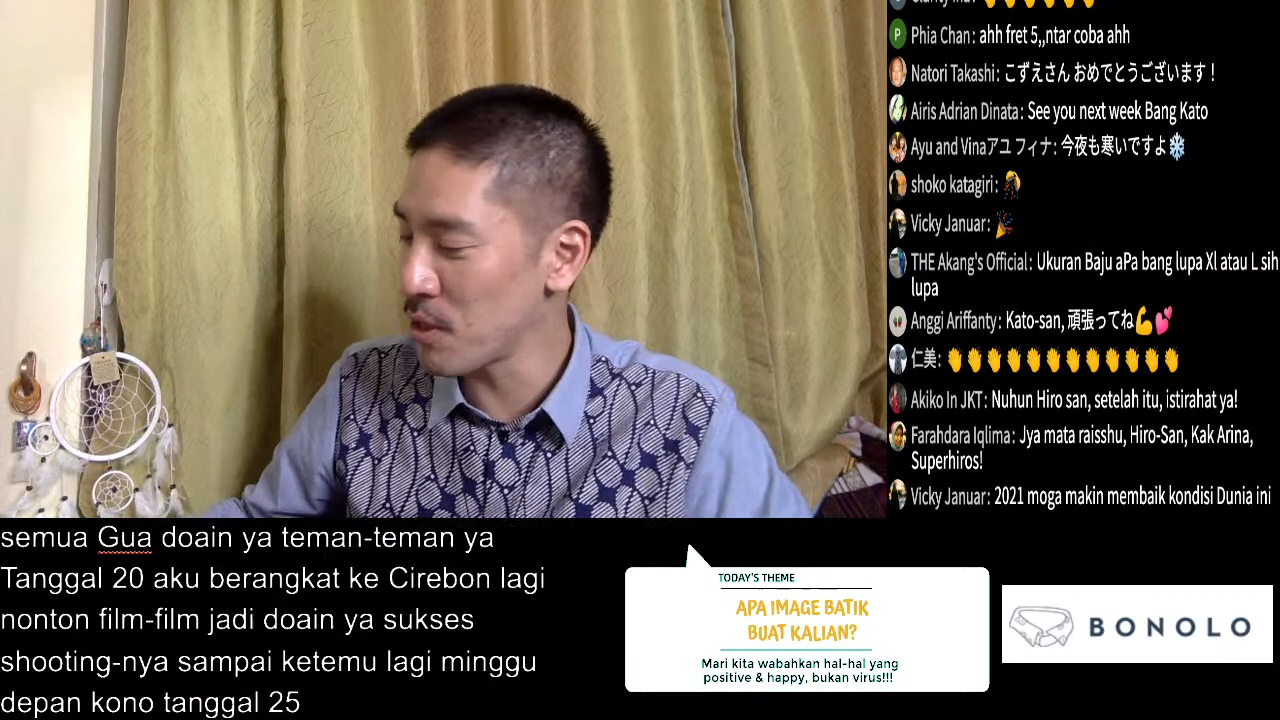 Phia Chan: ahh fret 5,,ntar coba ahh
Natori Takashi: こずえさん おめでとうございます！
Airis Adrian Dinata: See you next week Bang Kato
Ayu and Vinaアユ フィナ: 今夜も寒いですよ❄️
shoko katagiri: 🎊
Vicky Januar: 🎉
THE Akang's Official: Ukuran Baju aPa bang lupa Xl atau L sih
lupa
Anggi Ariffanty: Kato-san, 頑張ってね💪💕
仁美: 👏👏👏👏👏👏👏👏👏👏👏👏
Akiko In JKT: Nuhun Hiro san, setelah itu, istirahat ya!
Farahdara Iqlima: Jya mata raisshu, Hiro-San, Kak Arina,
Superhiros!
Vicky Januar: 2021 moga makin membaik kondisi Dunia ini
semua Gua doain ya teman-teman ya
Tanggal 20 aku berangkat ke Cirebon lagi
nonton film-film jadi doain ya sukses
shooting-nya sampai ketemu lagi minggu
depan kono tanggal 25
TODAY'S THEME
APA IMAGE BATIK
BUAT KALIAN?
Mari kita wabahkan hal-hal yang
positive & happy, bukan virus!!!
BONOLO